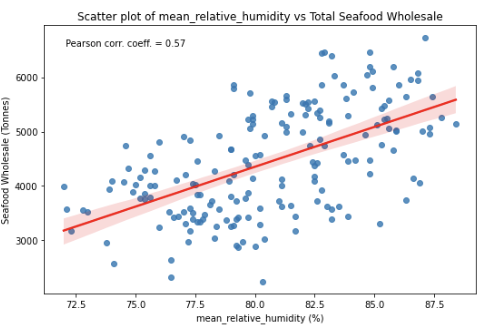 Scatter plot of mean_relative_humidity vs Total Seafood Wholesale
Pearson corr. coeff. = 0.57
6000
5000
4000
3000
Seafood Wholesale (Tonnes)
72.5 75.0 77.5 80.0 82.5 85.0 87.5
mean_relative_humidity (%)